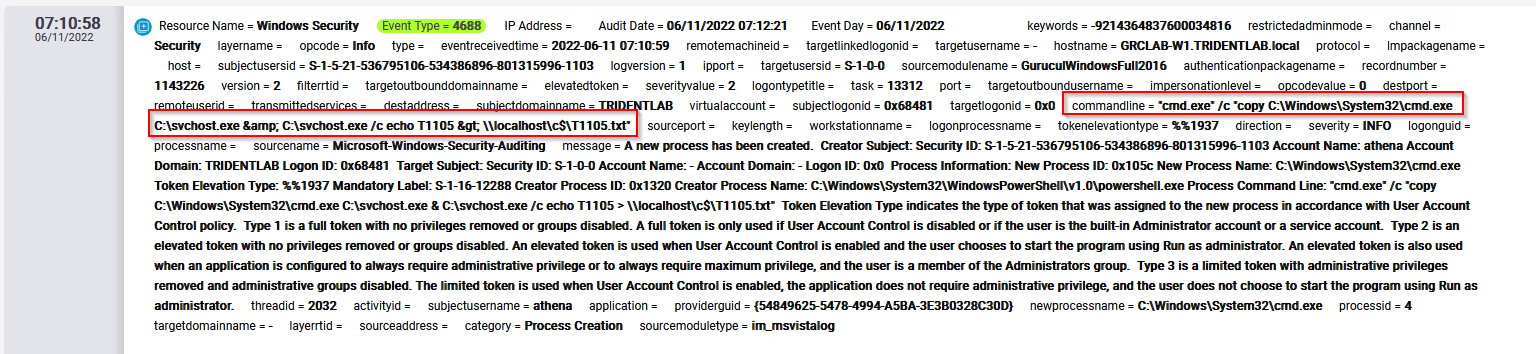 07:10:58
06/11/2022
Resource Name = Windows Security Event Type = 4688 IP Address = Audit Date = 06/11/2022 07:12:21 Event Day = 06/11/2022 keywords = -9214364837600034816 restrictedadminmode = channel =
Security layername = opcode = Info type = eventreceivedtime = 2022-06-11 07:10:59 remotemachineid = targetlinkedlogonid = targetusername = - hostname = GRCLAB-W1.TRIDENTLAB.local protocol = lmpackagename =
host = subjectusersid = S-1-5-21-536795106-534386896-801315996-1103 logversion = 1 ipport = targetusersid = S-1-0-0 sourcemodulename = GuruculWindowsFull2016 authenticationpackagename = recordnumber =
1143226 version = 2 filterrtid = targetoutbounddomainname = elevatedtoken = severityvalue = 2 logontypetitle = task = 13312 port = targetoutboundusername = impersonationlevel = opcodevalue = 0 destport =
remoteuserid = transmittedservices = destaddress = subjectdomainname = TRIDENTLAB virtualaccount = subjectlogonid = 0x68481 targetlogonid = 0x0 commandline = "cmd.exe" /c "copy C:\Windows\System32\cmd.exe
C:\svchost.exe &amp; C:\svchost.exe /c echo T1105 &gt; \\localhost\c$\T1105.txt" sourceport = keylength = workstationname = logonprocessname = tokenelevationtype = %%1937 direction = severity = INFO logonguid =
processname = sourcename = Microsoft-Windows-Security-Auditing message = A new process has been created. Creator Subject: Security ID: S-1-5-21-536795106-534386896-801315996-1103 Account Name: athena Account
Domain: TRIDENTLAB Logon ID: 0x68481 Target Subject: Security ID: S-1-0-0 Account Name: - Account Domain: - Logon ID: 0x0 Process Information: New Process ID: 0x105c New Process Name: C:\Windows\System32\cmd.exe
Token Elevation Type: %%1937 Mandatory Label: S-1-16-12288 Creator Process ID: 0x1320 Creator Process Name: C:\Windows\System32\WindowsPowerShell\v1.0\powershell.exe Process Command Line: "cmd.exe" /c "copy
C:\Windows\System32\cmd.exe C:\svchost.exe & C:\svchost.exe /c echo T1105 > \\localhost\c$\T1105.txt" Token Elevation Type indicates the type of token that was assigned to the new process in accordance with User Account
Control policy. Type 1 is a full token with no privileges removed or groups disabled. A full token is only used if User Account Control is disabled or if the user is the built-in Administrator account or a service account. Type 2 is an
elevated token with no privileges removed or groups disabled. An elevated token is used when User Account Control is enabled and the user chooses to start the program using Run as administrator. An elevated token is also used
when an application is configured to always require administrative privilege or to always require maximum privilege, and the user is a member of the Administrators group. Type 3 is a limited token with administrative privileges
removed and administrative groups disabled. The limited token is used when User Account Control is enabled, the application does not require administrative privilege, and the user does not choose to start the program using Run as
administrator. threadid = 2032 activityid = subjectusername = athena application = providerguid = {54849625-5478-4994-A5BA-3E3B0328C30D} newprocessname = C:\Windows\System32\cmd.exe processid = 4
targetdomainname = - layerrtid = sourceaddress = category = Process Creation sourcemoduletype = im_msvistalog